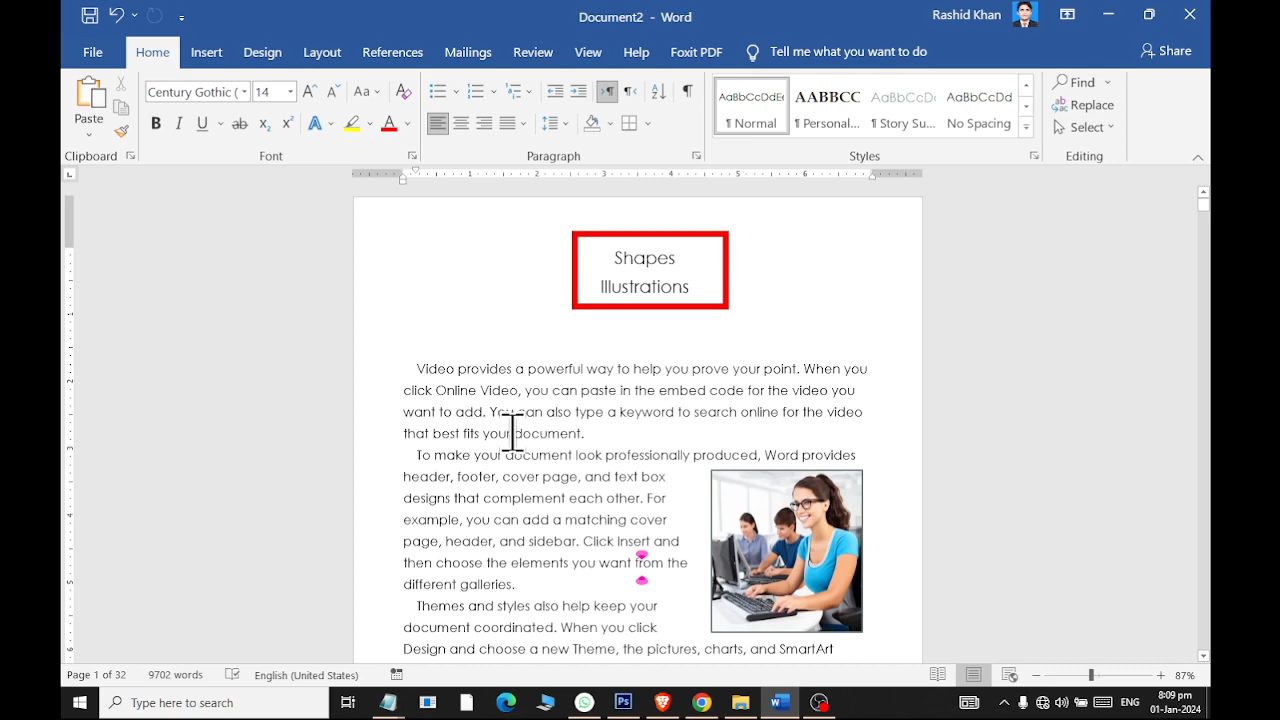 Document2 - Word
Rashid Khan
File Home Insert Design Layout References Mailings Review View Help Foxit PDF Tell me what you want to do Share
Paste
Century Gothic ( 14
AaBbCcDdE AABBCC AaBbCcDc AaBbCcDd
¶ Normal ¶ Personal... ¶ Story Su... No Spacing
Find
Replace
Select
Clipboard Font Paragraph Styles Editing
1 2 3 4 5 6
Shapes
Illustrations
Video provides a powerful way to help you prove your point. When you
click Online Video, you can paste in the embed code for the video you
want to add. You can also type a keyword to search online for the video
that best fits your document.
To make your document look professionally produced, Word provides
header, footer, cover page, and text box
designs that complement each other. For
example, you can add a matching cover
page, header, and sidebar. Click Insert and
then choose the elements you want from the
different galleries.
Themes and styles also help keep your
document coordinated. When you click
Design and choose a new Theme, the pictures, charts, and SmartArt
Page 1 of 32 9702 words English (United States) 87%
Type here to search
ENG
8:09 pm
01-Jan-2024